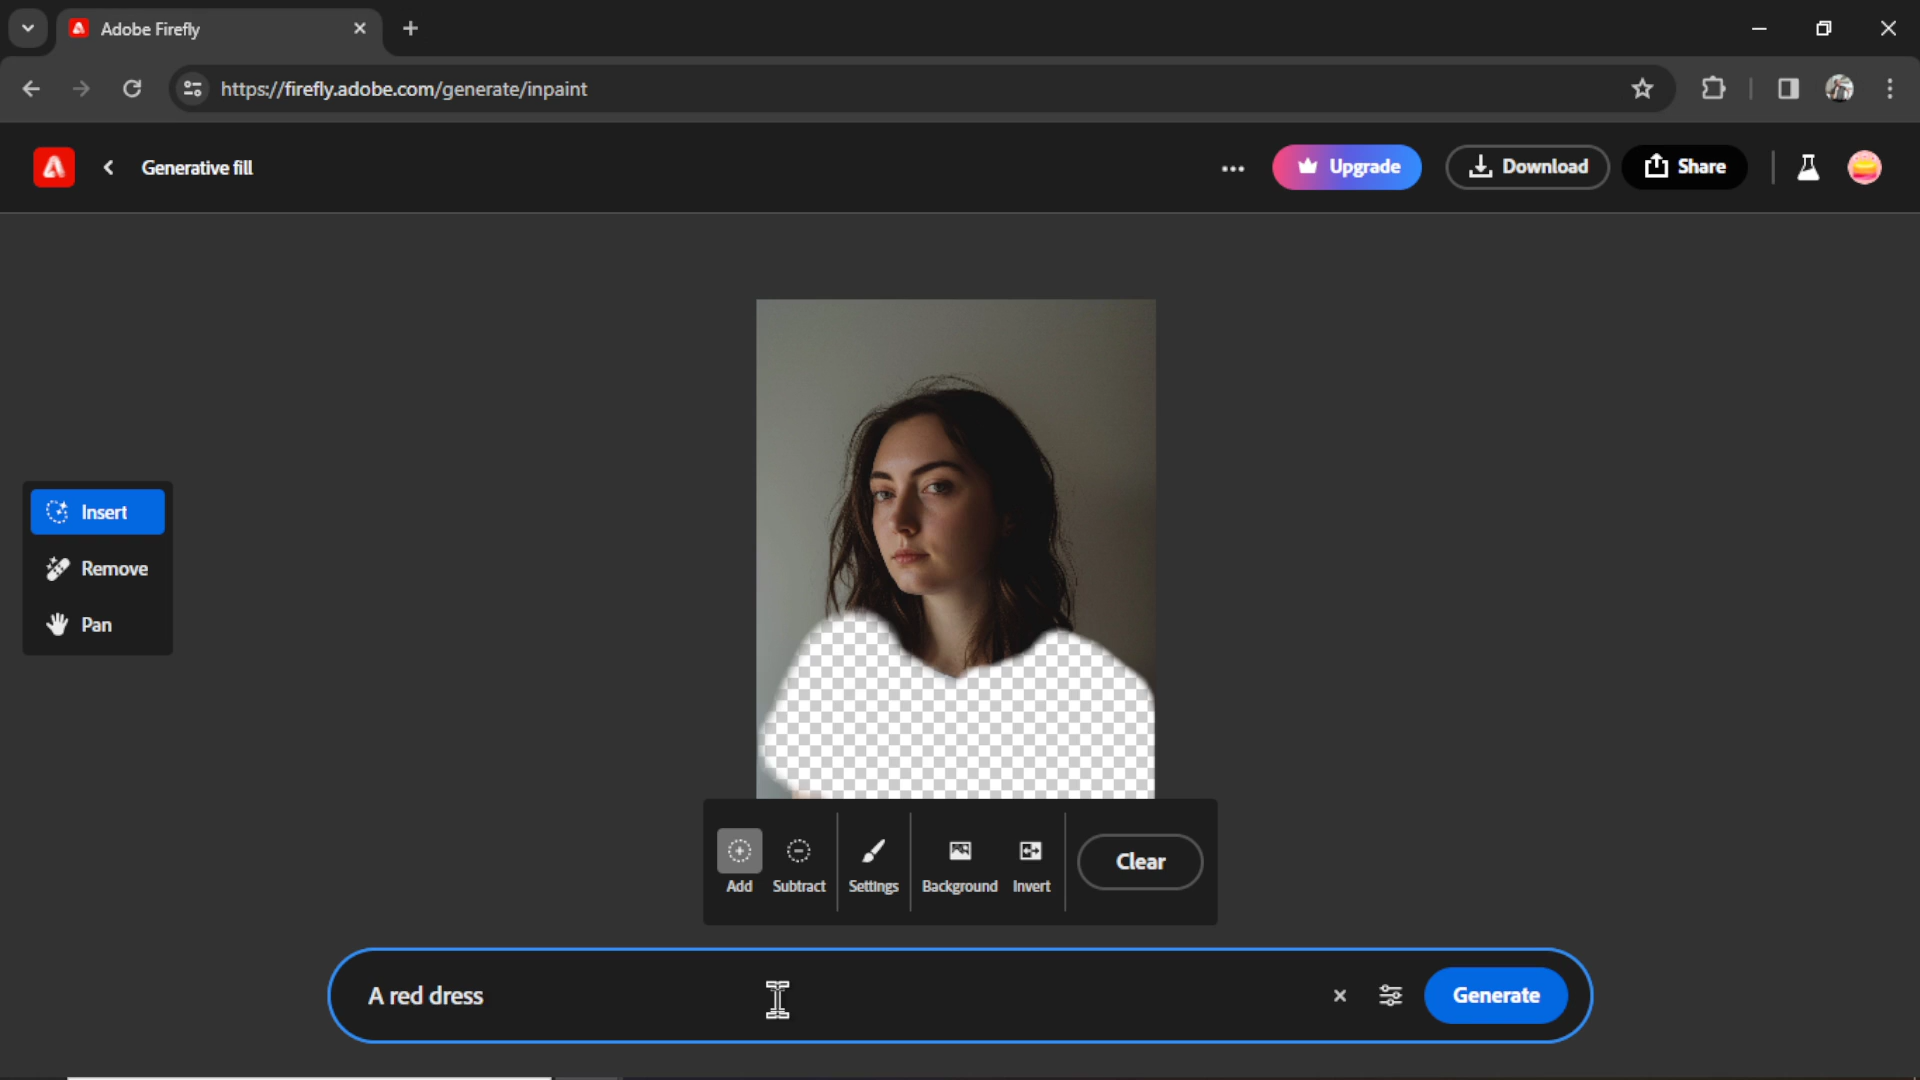 Adobe Firefly
https://firefly.adobe.com/generate/inpaint
Generative fill
Upgrade
Download
Share
Insert
Remove
Pan
Add
Subtract
Settings
Background
Invert
Clear
A red dress
Generate